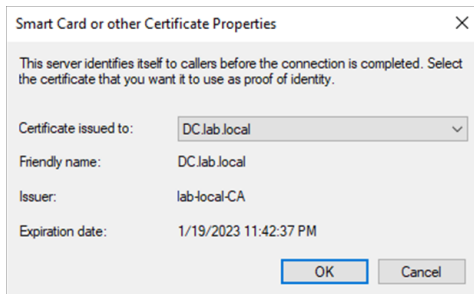 Smart Card or other Certificate Properties
This server identifies itself to callers before the connection is completed. Select
the certificate that you want it to use as proof of identity.
Certificate issued to: DC.lab.local
Friendly name: DC.lab.local
Issuer: lab-local-CA
Expiration date: 1/19/2023 11:42:37 PM
OK Cancel